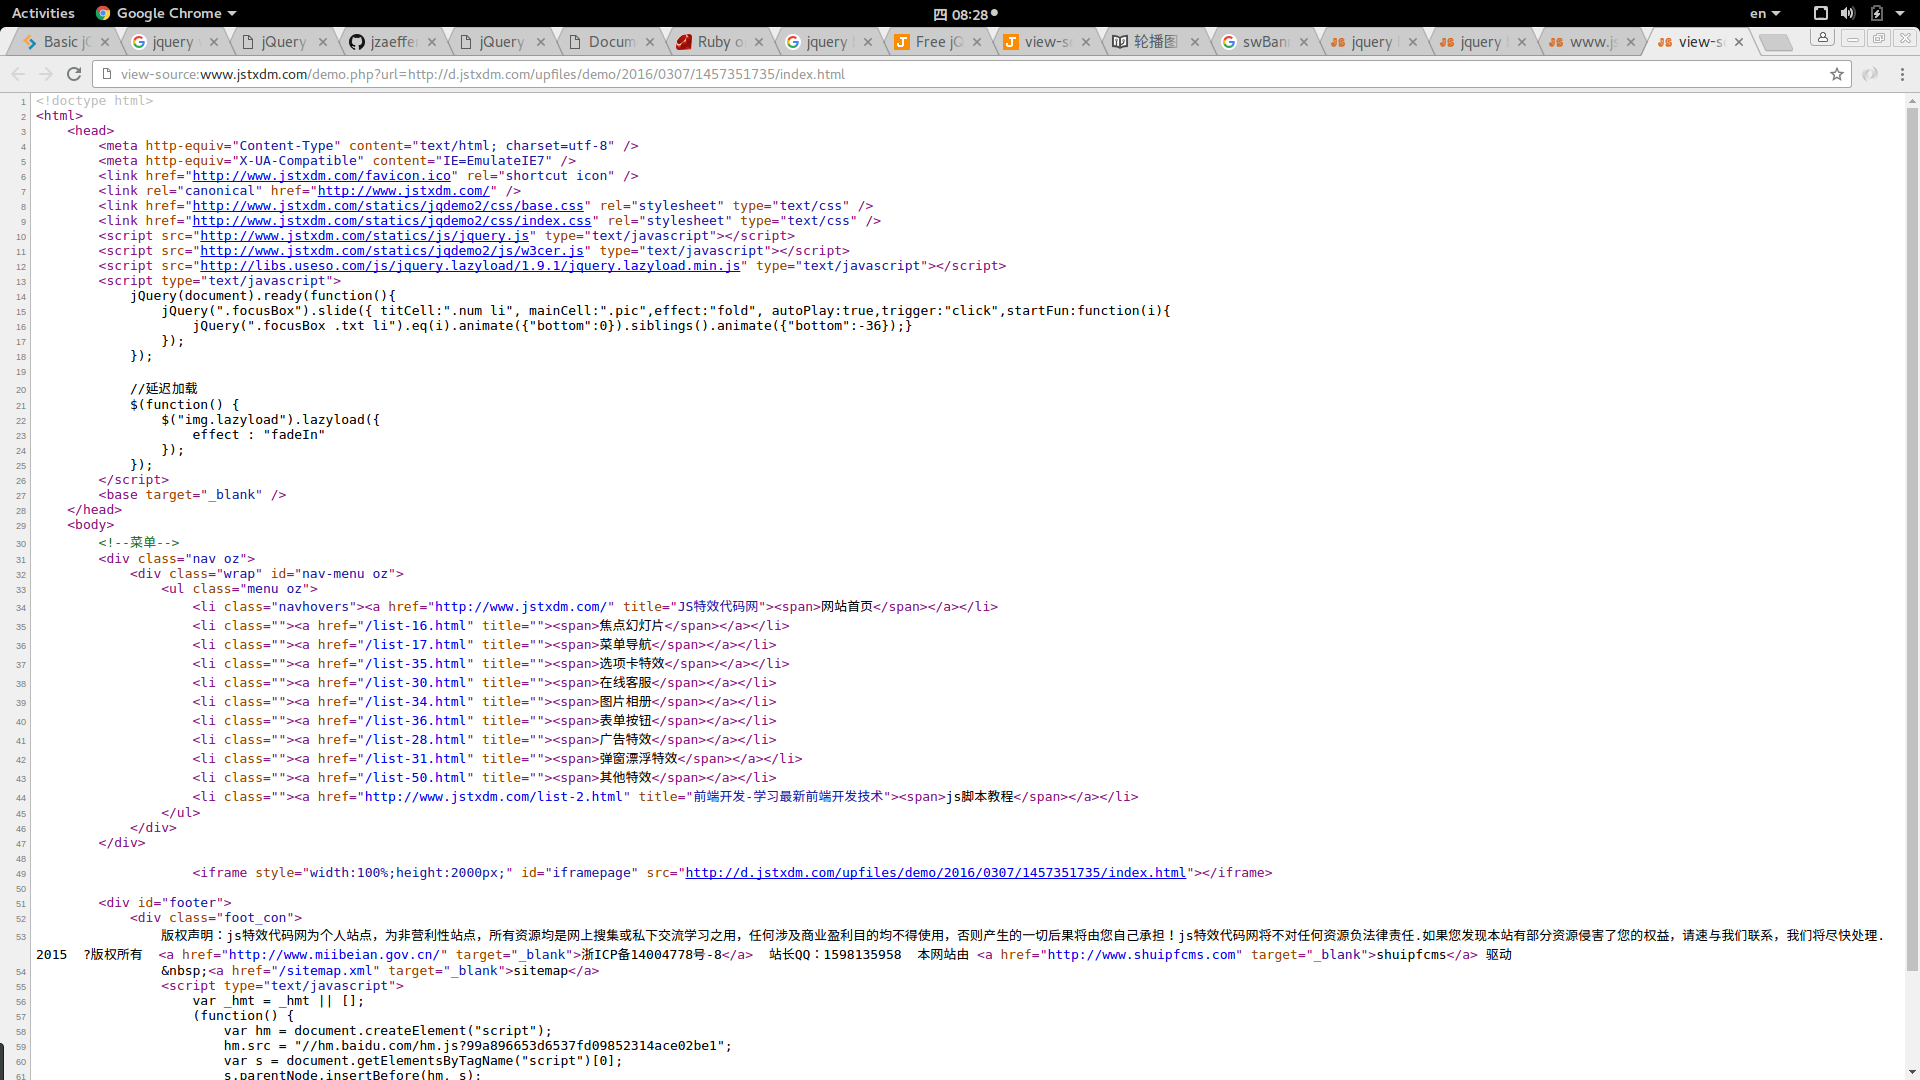 Activities Google Chrome 四 08:28 en
Basic jQ jquery jQuery jzaeffer jQuery Docum Ruby o jquery Free jQ view-so 轮播图 swBann jquery jquery www.js view-so
view-source:www.jstxdm.com/demo.php?url=http://d.jstxdm.com/upfiles/demo/2016/0307/1457351735/index.html
1 <!doctype html>
2 <html>
3 <head>
4 <meta http-equiv="Content-Type" content="text/html; charset=utf-8" />
5 <meta http-equiv="X-UA-Compatible" content="IE=EmulateIE7" />
6 <link href="http://www.jstxdm.com/favicon.ico" rel="shortcut icon" />
7 <link rel="canonical" href="http://www.jstxdm.com/" />
8 <link href="http://www.jstxdm.com/statics/jqdemo2/css/base.css" rel="stylesheet" type="text/css" />
9 <link href="http://www.jstxdm.com/statics/jqdemo2/css/index.css" rel="stylesheet" type="text/css" />
10 <script src="http://www.jstxdm.com/statics/js/jquery.js" type="text/javascript"></script>
11 <script src="http://www.jstxdm.com/statics/jqdemo2/js/w3cer.js" type="text/javascript"></script>
12 <script src="http://libs.useso.com/js/jquery.lazyload/1.9.1/jquery.lazyload.min.js" type="text/javascript"></script>
13 <script type="text/javascript">
14 jQuery(document).ready(function(){
15 jQuery(".focusBox").slide({ titCell:".num li", mainCell:".pic",effect:"fold", autoPlay:true,trigger:"click",startFun:function(i){
16 jQuery(".focusBox .txt li").eq(i).animate({"bottom":0}).siblings().animate({"bottom":-36});}
17 });
18 });
19
20 //延迟加载
21 $(function() {
22 $("img.lazyload").lazyload({
23 effect : "fadeIn"
24 });
25 });
26 </script>
27 <base target="_blank" />
28 </head>
29 <body>
30 <!--菜单-->
31 <div class="nav oz">
32 <div class="wrap" id="nav-menu oz">
33 <ul class="menu oz">
34 <li class="navhovers"><a href="http://www.jstxdm.com/" title="JS特效代码网"><span>网站首页</span></a></li>
35 <li class=""><a href="/list-16.html" title=""><span>焦点幻灯片</span></a></li>
36 <li class=""><a href="/list-17.html" title=""><span>菜单导航</span></a></li>
37 <li class=""><a href="/list-35.html" title=""><span>选项卡特效</span></a></li>
38 <li class=""><a href="/list-30.html" title=""><span>在线客服</span></a></li>
39 <li class=""><a href="/list-34.html" title=""><span>图片相册</span></a></li>
40 <li class=""><a href="/list-36.html" title=""><span>表单按钮</span></a></li>
41 <li class=""><a href="/list-28.html" title=""><span>广告特效</span></a></li>
42 <li class=""><a href="/list-31.html" title=""><span>弹窗漂浮特效</span></a></li>
43 <li class=""><a href="/list-50.html" title=""><span>其他特效</span></a></li>
44 <li class=""><a href="http://www.jstxdm.com/list-2.html" title="前端开发-学习最新前端开发技术"><span>js脚本教程</span></a></li>
45 </ul>
46 </div>
47 </div>
48
49 <iframe style="width:100%;height:2000px;" id="iframepage" src="http://d.jstxdm.com/upfiles/demo/2016/0307/1457351735/index.html"></iframe>
50
51 <div id="footer">
52 <div class="foot_con">
53 版权声明：js特效代码网为个人站点，为非营利性站点，所有资源均是网上搜集或私下交流学习之用，任何涉及商业盈利目的均不得使用，否则产生的一切后果将由您自己承担！js特效代码网将不对任何资源负法律责任.如果您发现本站有部分资源侵害了您的权益，请速与我们联系，我们将尽快处理.
2015 ?版权所有 <a href="http://www.miibeian.gov.cn/" target="_blank">浙ICP备14004778号-8</a> 站长QQ：1598135958 本网站由 <a href="http://www.shuipfcms.com" target="_blank">shuipfcms</a> 驱动
54 &nbsp;<a href="/sitemap.xml" target="_blank">sitemap</a>
55 <script type="text/javascript">
56 var _hmt = _hmt || [];
57 (function() {
58 var hm = document.createElement("script");
59 hm.src = "//hm.baidu.com/hm.js?99a896653d6537fd09852314ace02be1";
60 var s = document.getElementsByTagName("script")[0];
61 s.parentNode.insertBefore(hm, s);